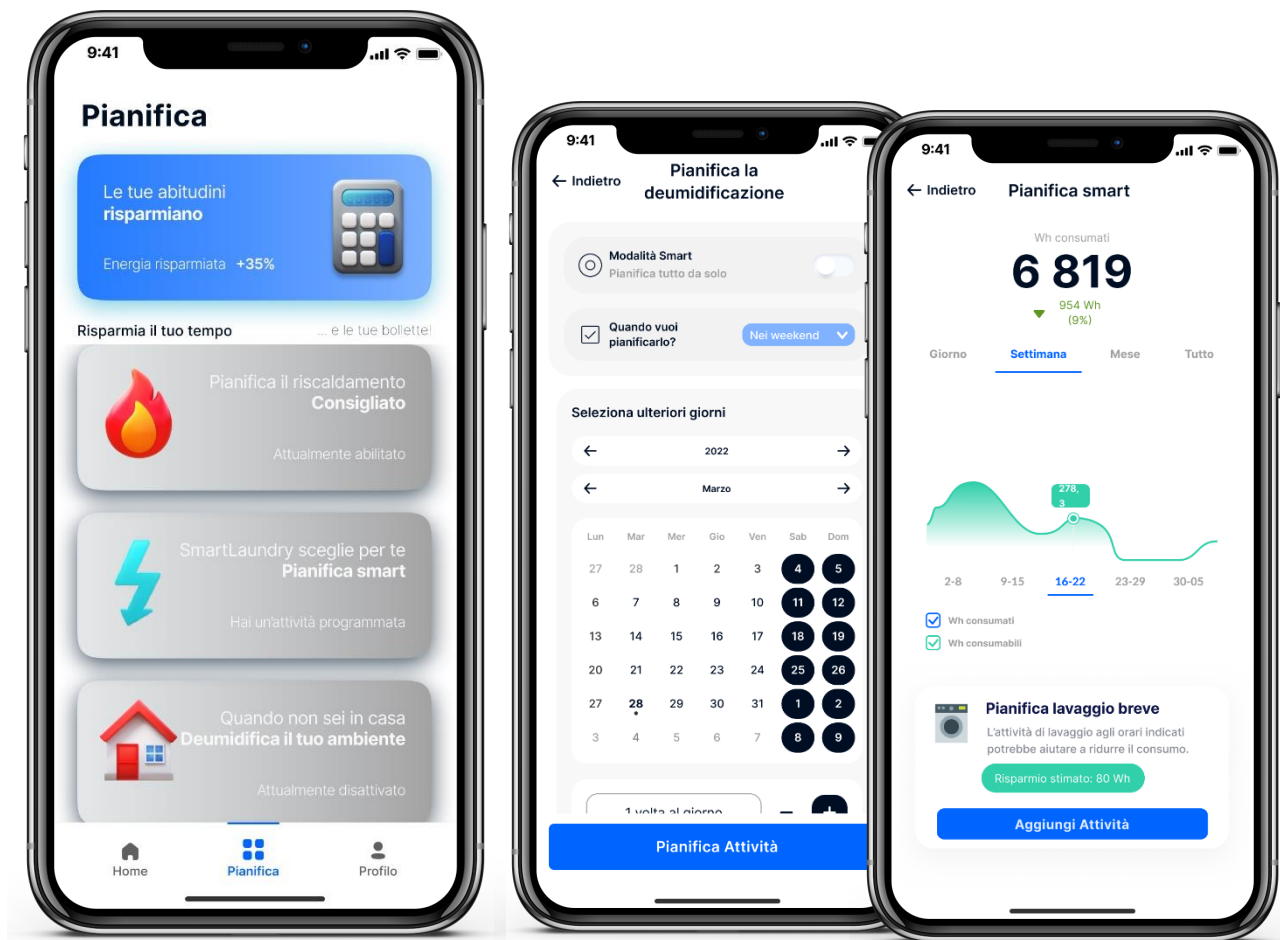 9:41
Pianifica
Le tue abitudini
risparmiano
Energia risparmiata +35%
Risparmia il tuo tempo ... e le tue bollette!
Pianifica il riscaldamento
Consigliato
Attualmente abilitato
SmartLaundry sceglie per te
Pianifica smart
Hai un'attività programmata
Quando non sei in casa
Deumidifica il tuo ambiente
Attualmente disattivato
Home Pianifica Profilo
9:41
← Indietro
Pianifica la
deumidificazione
Modalità Smart
Pianifica tutto da solo
Quando vuoi
pianificarlo?
Nei weekend
Seleziona ulteriori giorni
← 2022 →
← Marzo →
Lun Mar Mer Gio Ven Sab Dom
27 28 1 2 3 4 5
6 7 8 9 10 11 12
13 14 15 16 17 18 19
20 21 22 23 24 25 26
27 28 29 30 31 1 2
3 4 5 6 7 8 9
1 volta al giorno − +
Pianifica Attività
9:41
← Indietro Pianifica smart
Wh consumati
6 819
954 Wh
(9%)
Giorno Settimana Mese Tutto
278,
3
2-8 9-15 16-22 23-29 30-05
Wh consumati
Wh consumabili
Pianifica lavaggio breve
L'attività di lavaggio agli orari indicati
potrebbe aiutare a ridurre il consumo.
Risparmio stimato: 80 Wh
Aggiungi Attività